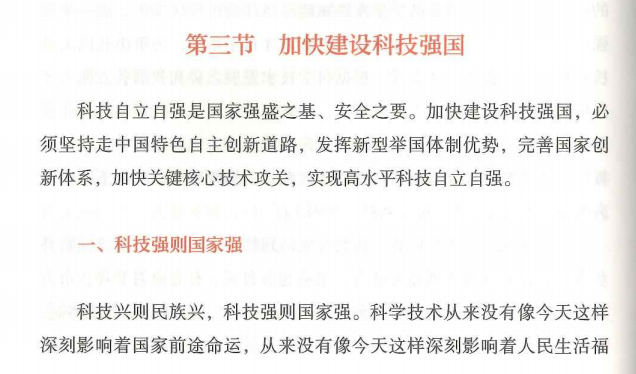 第三节 加快建设科技强国
科技自立自强是国家强盛之基、安全之要。加快建设科技强国，必
须坚持走中国特色自主创新道路，发挥新型举国体制优势，完善国家创
新体系，加快关键核心技术攻关，实现高水平科技自立自强。
一、科技强则国家强
科技兴则民族兴，科技强则国家强。科学技术从来没有像今天这样
深刻影响着国家前途命运，从来没有像今天这样深刻影响着人民生活福